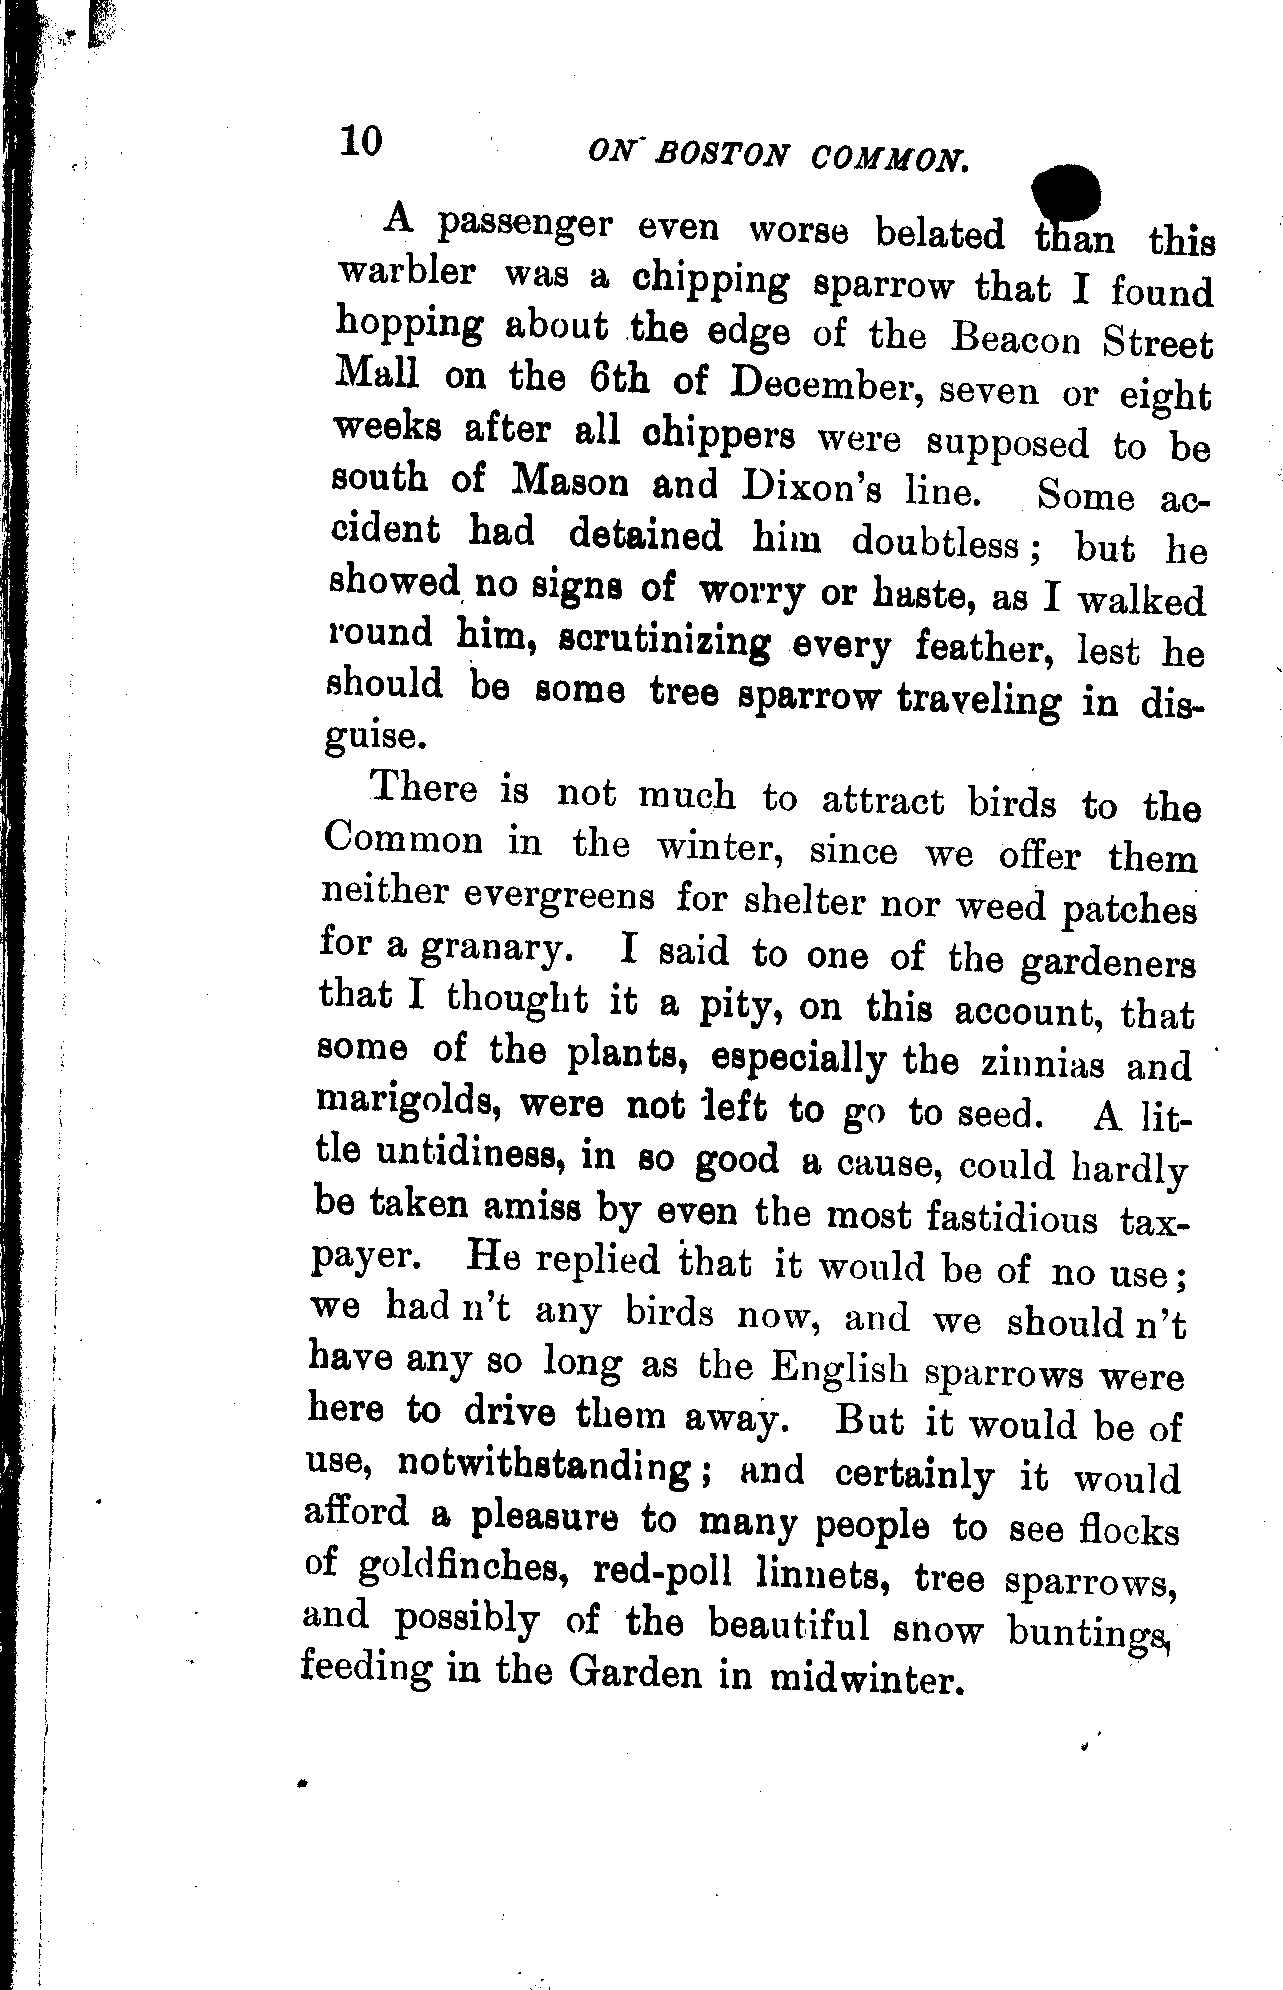 10
ON BOSTON COMMON.
A passenger even worse belated than this
warbler was a chipping sparrow that I found
hopping about the edge of the Beacon Street
Mall on the 6th of December, seven or eight
weeks after all chippers were supposed to be
south of Mason and Dixon's line. Some ac-
cident had detained him doubtless; but he
showed no signs of worry or haste, as I walked
round him, scrutinizing every feather, lest he
should be some tree sparrow traveling in dis-
guise.
There is not much to attract birds to the
Common in the winter, since we offer them
neither evergreens for shelter nor weed patches
for a granary. I said to one of the gardeners
that I thought it a pity, on this account, that
some of the plants, especially the zinnias and
marigolds, were not left to go to seed. A lit-
tle untidiness, in so good a cause, could hardly
be taken amiss by even the most fastidious tax-
payer. He replied that it would be of no use;
we had n't any birds now, and we should n't
have any so long as the English sparrows were
here to drive them away. But it would be of
use, notwithstanding; and certainly it would
afford a pleasure to many people to see flocks
of goldfinches, red-poll linnets, tree sparrows,
and possibly of the beautiful snow buntings,
feeding in the Garden in midwinter.